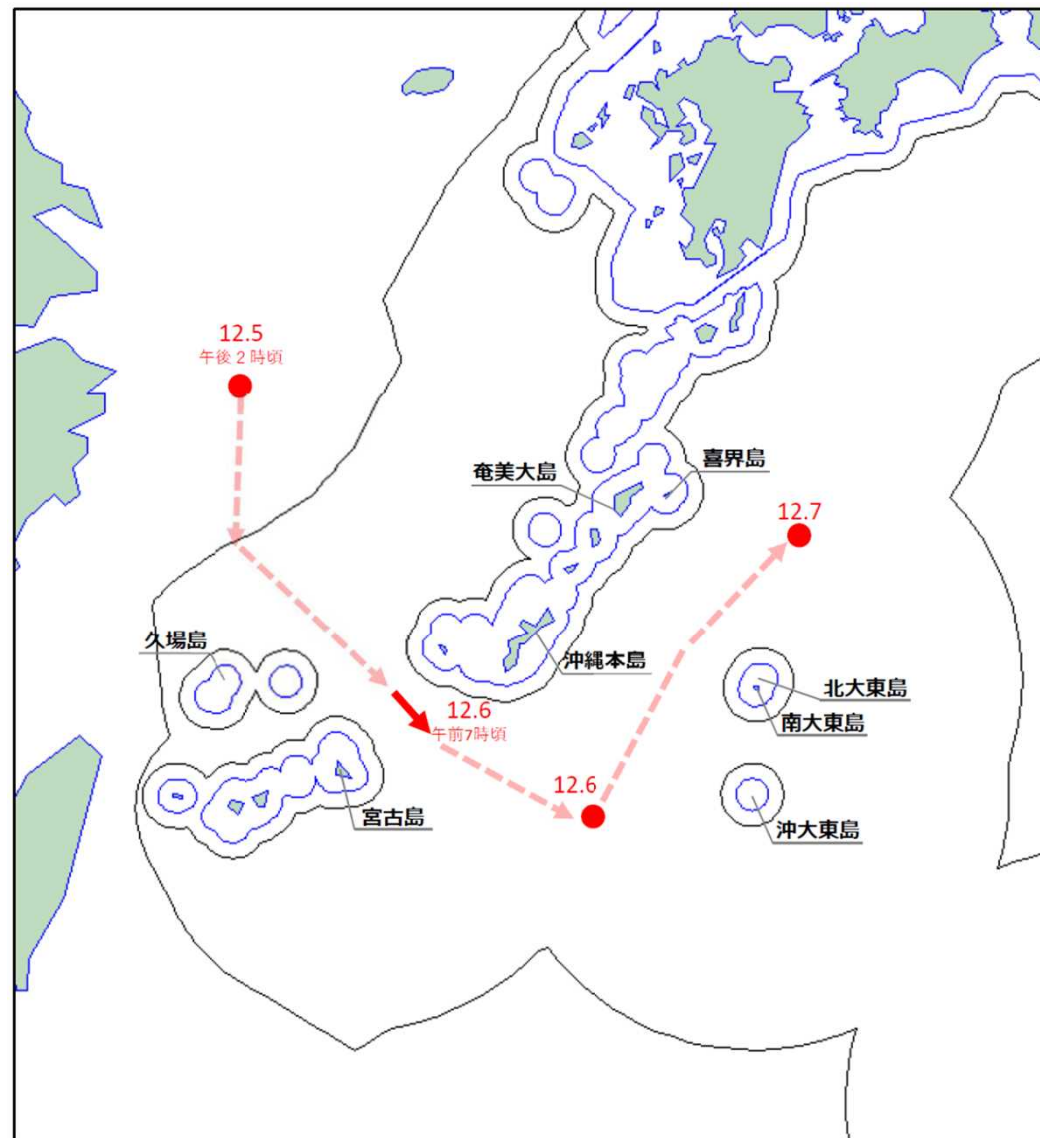 12.5
午後２時頃
奄美大島
喜界島
12.7
久場島
沖縄本島
北大東島
南大東島
12.6
午前7時頃
12.6
宮古島
沖大東島